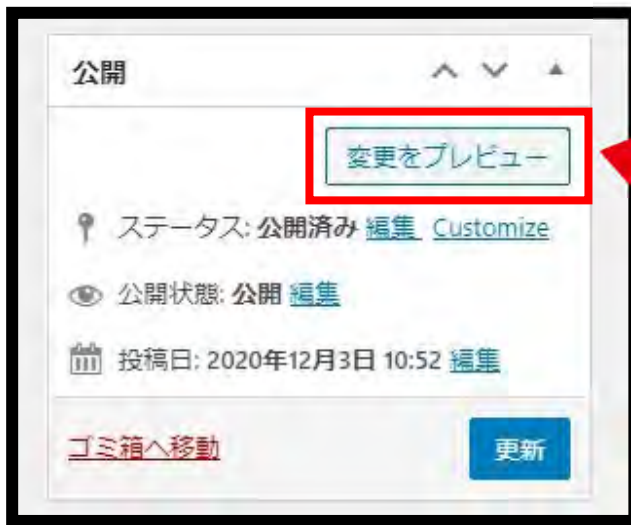 公開
変更をプレビュー
ステータス: 公開済み 編集 Customize
公開状態: 公開 編集
投稿日: 2020年12月3日 10:52 編集
ゴミ箱へ移動 更新